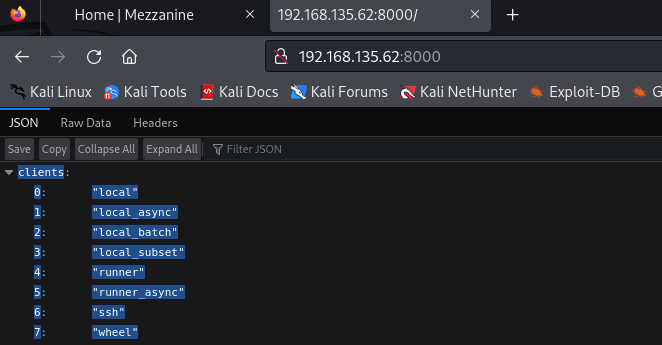 Home | Mezzanine
192.168.135.62:8000/
192.168.135.62:8000
Kali Linux Kali Tools Kali Docs Kali Forums Kali NetHunter Exploit-DB G
JSON Raw Data Headers
Save Copy Collapse All Expand All Filter JSON
clients:
0: "local"
1: "local_async"
2: "local_batch"
3: "local_subset"
4: "runner"
5: "runner_async"
6: "ssh"
7: "wheel"